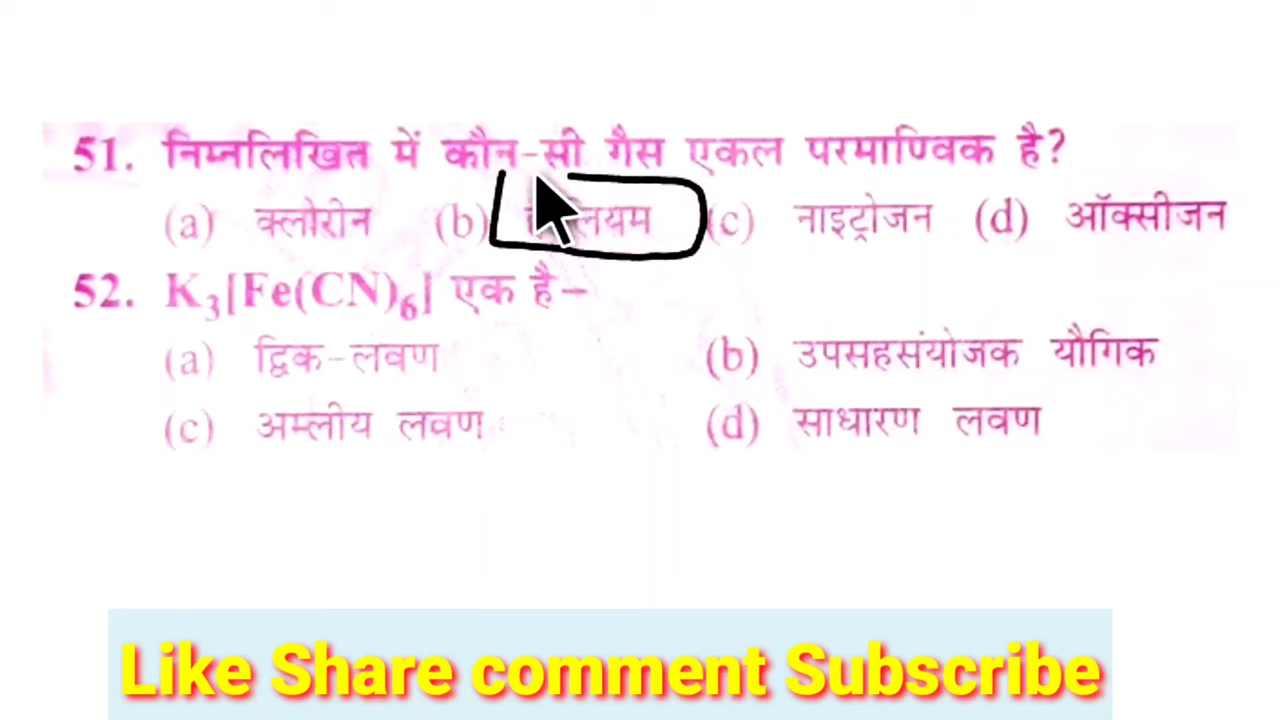 51. निम्नलिखित में कौन-सी गैस एकल परमाण्विक है?
(a) क्लोरीन (b) (c) नाइट्रोजन (d) ऑक्सीजन
52. K₃[Fe(CN)₆] एक है–
(a) द्विक-लवण (b) उपसहसंयोजक यौगिक
(c) अम्लीय लवण (d) साधारण लवण
Like Share comment Subscribe